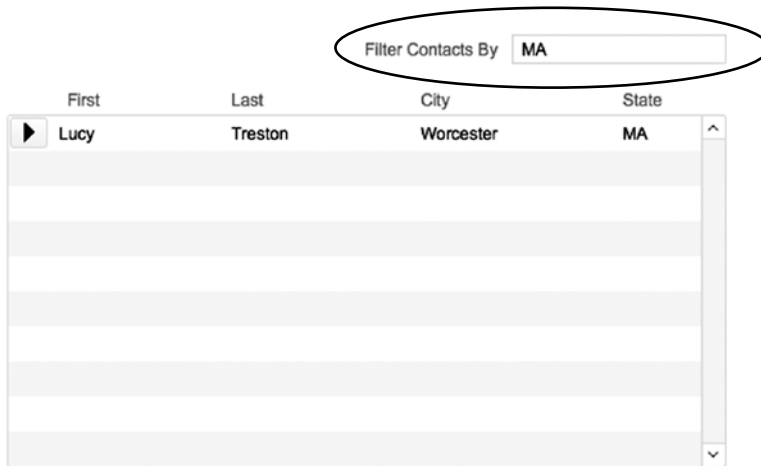 Filter Contacts By MA
First Last City State
Lucy Treston Worcester MA